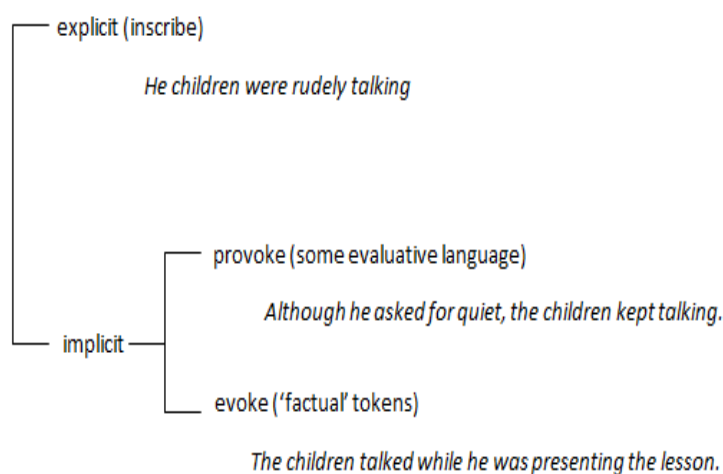 explicit (inscribe)
He children were rudely talking
provoke (some evaluative language)
Although he asked for quiet, the children kept talking.
implicit
evoke (‘factual’ tokens)
The children talked while he was presenting the lesson.